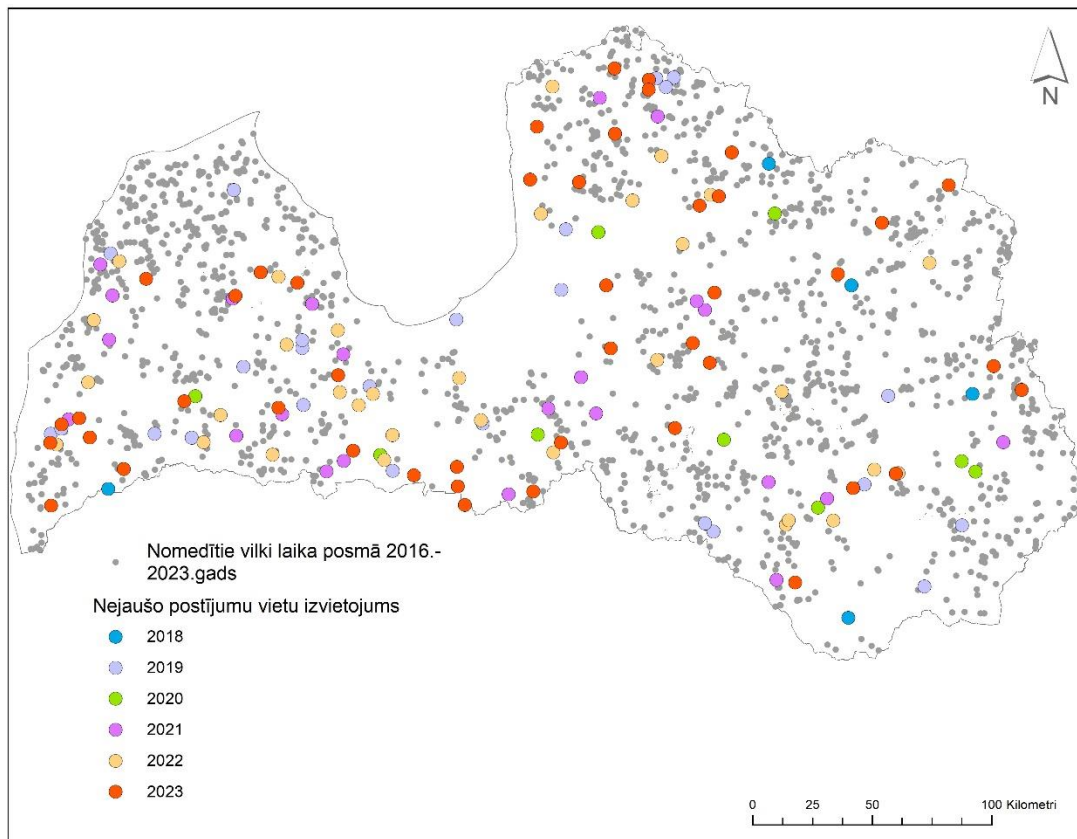 N
Nomedītie vilki laika posmā 2016.-
2023.gads
Nejaušo postījumu vietu izvietojums
2018
2019
2020
2021
2022
2023
0 25 50 100 Kilometri